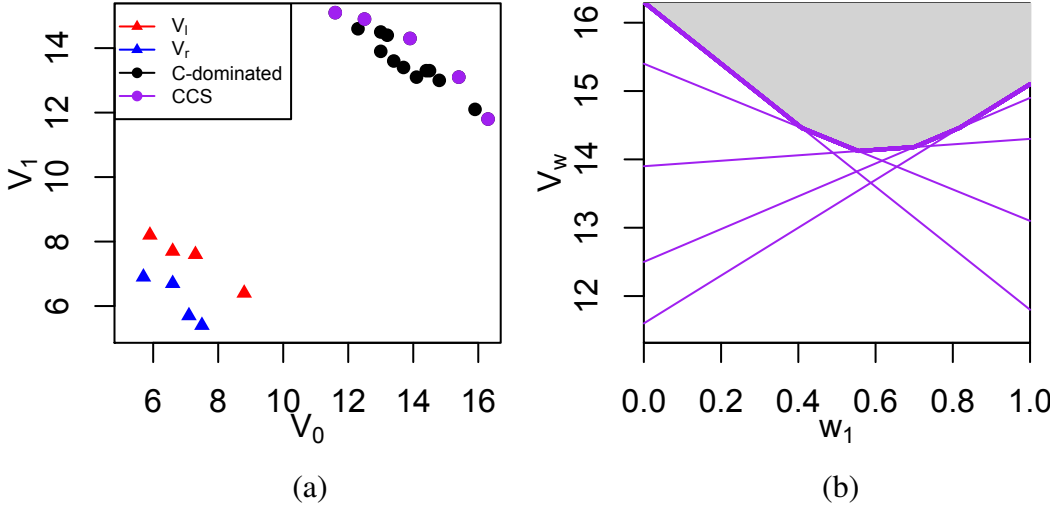 V_l
V_r
C-dominated
CCS
V_1
6 8 10 12 14
6 8 10 12 14 16
V_0
(a)
V_w
12 13 14 15 16
0.0 0.2 0.4 0.6 0.8 1.0
w_1
(b)